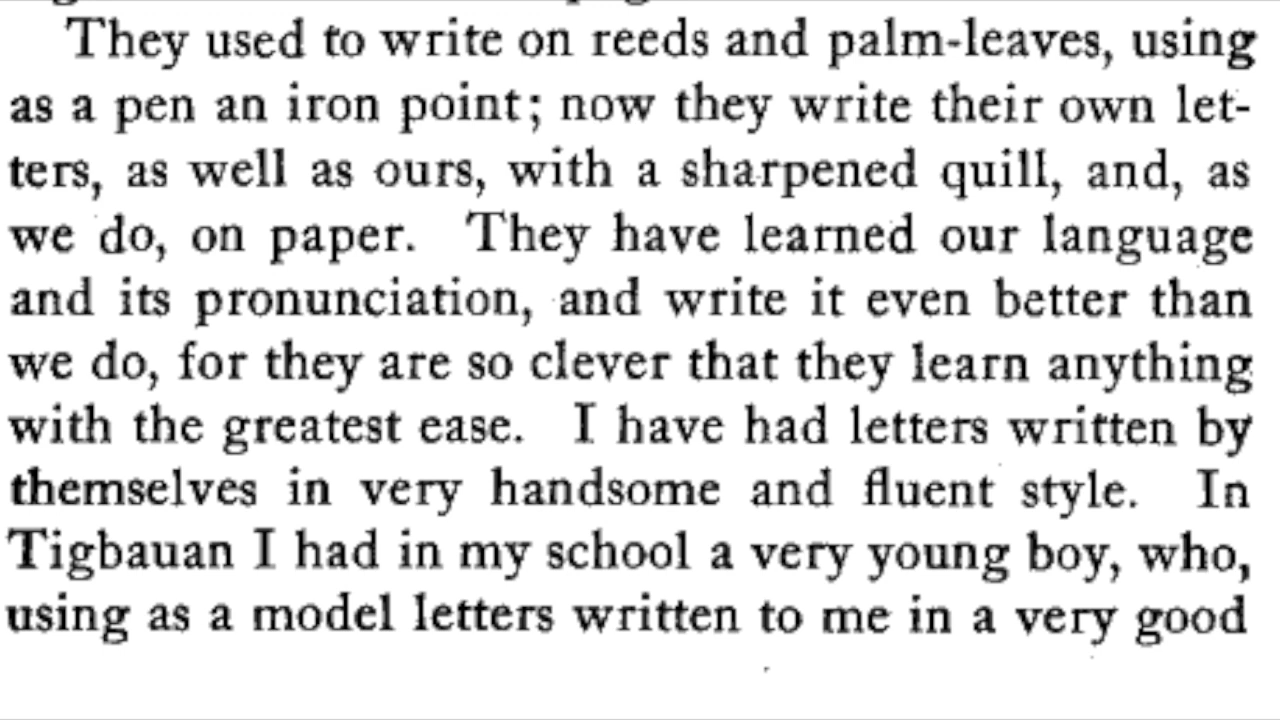 They used to write on reeds and palm-leaves, using
as a pen an iron point; now they write their own let-
ters, as well as ours, with a sharpened quill, and, as
we do, on paper. They have learned our language
and its pronunciation, and write it even better than
we do, for they are so clever that they learn anything
with the greatest ease. I have had letters written by
themselves in very handsome and fluent style. In
Tigbauan I had in my school a very young boy, who,
using as a model letters written to me in a very good